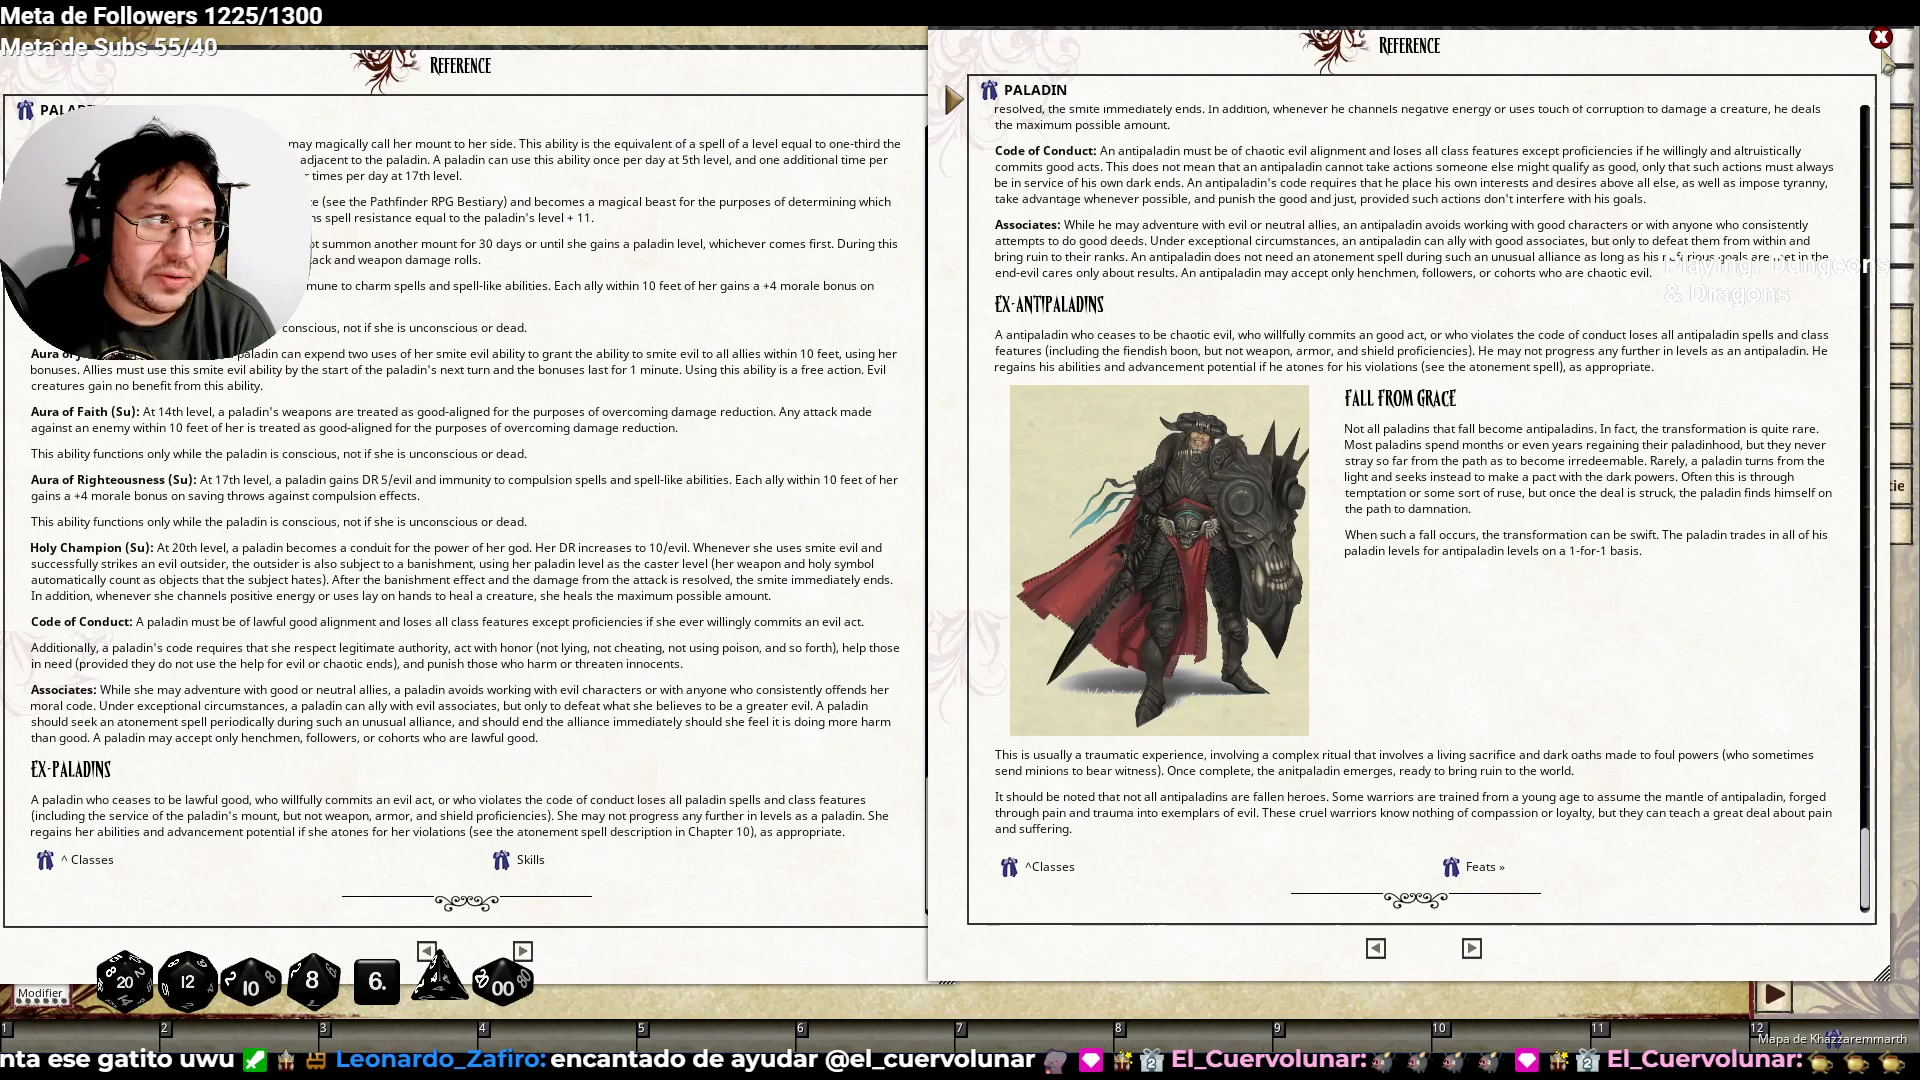 Meta de Followers 1225/1300
Meta de Subs 55/40
REFERENCE
may magically call her mount to her side. This ability is the equivalent of a spell of a level equal to one-third the
adjacent to the paladin. A paladin can use this ability once per day at 5th level, and one additional time per
times per day at 17th level.
(see the Pathfinder RPG Bestiary) and becomes a magical beast for the purposes of determining which
spell resistance equal to the paladin's level + 11.
summon another mount for 30 days or until she gains a paladin level, whichever comes first. During this
and weapon damage rolls.
to charm spells and spell-like abilities. Each ally within 10 feet of her gains a +4 morale bonus on
conscious, not if she is unconscious or dead.
Aura of paladin can expend two uses of her smite evil ability to grant the ability to smite evil to all allies within 10 feet, using her
bonuses. Allies must use this smite evil ability by the start of the paladin's next turn and the bonuses last for 1 minute. Using this ability is a free action. Evil
creatures gain no benefit from this ability.
Aura of Faith (Su): At 14th level, a paladin's weapons are treated as good-aligned for the purposes of overcoming damage reduction. Any attack made
against an enemy within 10 feet of her is treated as good-aligned for the purposes of overcoming damage reduction.
This ability functions only while the paladin is conscious, not if she is unconscious or dead.
Aura of Righteousness (Su): At 17th level, a paladin gains DR 5/evil and immunity to compulsion spells and spell-like abilities. Each ally within 10 feet of her
gains a +4 morale bonus on saving throws against compulsion effects.
This ability functions only while the paladin is conscious, not if she is unconscious or dead.
Holy Champion (Su): At 20th level, a paladin becomes a conduit for the power of her god. Her DR increases to 10/evil. Whenever she uses smite evil and
successfully strikes an evil outsider, the outsider is also subject to a banishment, using her paladin level as the caster level (her weapon and holy symbol
automatically count as objects that the subject hates). After the banishment effect and the damage from the attack is resolved, the smite immediately ends.
In addition, whenever she channels positive energy or uses lay on hands to heal a creature, she heals the maximum possible amount.
Code of Conduct: A paladin must be of lawful good alignment and loses all class features except proficiencies if she ever willingly commits an evil act.
Additionally, a paladin's code requires that she respect legitimate authority, act with honor (not lying, not cheating, not using poison, and so forth), help those
in need (provided they do not use the help for evil or chaotic ends), and punish those who harm or threaten innocents.
Associates: While she may adventure with good or neutral allies, a paladin avoids working with evil characters or with anyone who consistently offends her
moral code. Under exceptional circumstances, a paladin can ally with evil associates, but only to defeat what she believes to be a greater evil. A paladin
should seek an atonement spell periodically during such an unusual alliance, and should end the alliance immediately should she feel it is doing more harm
than good. A paladin may accept only henchmen, followers, or cohorts who are lawful good.
EX-PALADINS
A paladin who ceases to be lawful good, who willfully commits an evil act, or who violates the code of conduct loses all paladin spells and class features
(including the service of the paladin's mount, but not weapon, armor, and shield proficiencies). She may not progress any further in levels as a paladin. She
regains her abilities and advancement potential if she atones for her violations (see the atonement spell description in Chapter 10), as appropriate.
^ Classes
Skills
REFERENCE
PALADIN
resolved, the smite immediately ends. In addition, whenever he channels negative energy or uses touch of corruption to damage a creature, he deals
the maximum possible amount.
Code of Conduct: An antipaladin must be of chaotic evil alignment and loses all class features except proficiencies if he willingly and altruistically
commits good acts. This does not mean that an antipaladin cannot take actions someone else might qualify as good, only that such actions must always
be in service of his own dark ends. An antipaladin's code requires that he place his own interests and desires above all else, as well as impose tyranny,
take advantage whenever possible, and punish the good and just, provided such actions don't interfere with his goals.
Associates: While he may adventure with evil or neutral allies, an antipaladin avoids working with good characters or with anyone who consistently
attempts to do good deeds. Under exceptional circumstances, an antipaladin can ally with good associates, but only to defeat them from within and
bring ruin to their ranks. An antipaladin does not need an atonement spell during such an unusual alliance as long as his nefarious goals are met in the
end-evil cares only about results. An antipaladin may accept only henchmen, followers, or cohorts who are chaotic evil.
Playing: Dungeons
& Dragons
EX-ANTIPALADINS
A antipaladin who ceases to be chaotic evil, who willfully commits an good act, or who violates the code of conduct loses all antipaladin spells and class
features (including the fiendish boon, but not weapon, armor, and shield proficiencies). He may not progress any further in levels as an antipaladin. He
regains his abilities and advancement potential if he atones for his violations (see the atonement spell), as appropriate.
FALL FROM GRACE
Not all paladins that fall become antipaladins. In fact, the transformation is quite rare.
Most paladins spend months or even years regaining their paladinhood, but they never
stray so far from the path as to become irredeemable. Rarely, a paladin turns from the
light and seeks instead to make a pact with the dark powers. Often this is through
temptation or some sort of ruse, but once the deal is struck, the paladin finds himself on
the path to damnation.
When such a fall occurs, the transformation can be swift. The paladin trades in all of his
paladin levels for antipaladin levels on a 1-for-1 basis.
This is usually a traumatic experience, involving a complex ritual that involves a living sacrifice and dark oaths made to foul powers (who sometimes
send minions to bear witness). Once complete, the anitpaladin emerges, ready to bring ruin to the world.
It should be noted that not all antipaladins are fallen heroes. Some warriors are trained from a young age to assume the mantle of antipaladin, forged
through pain and trauma into exemplars of evil. These cruel warriors know nothing of compassion or loyalty, but they can teach a great deal about pain
and suffering.
^Classes
Feats »
tie
20 12 10 8 6. 00
Modifier
1 2 3 4 5 6 7 8 9 10 11 12
Mapa de Khazzaremmarth
nta ese gatito uwu Leonardo_Zafiro: encantado de ayudar @el_cuervolunar El_Cuervolunar: El_Cuervolunar: